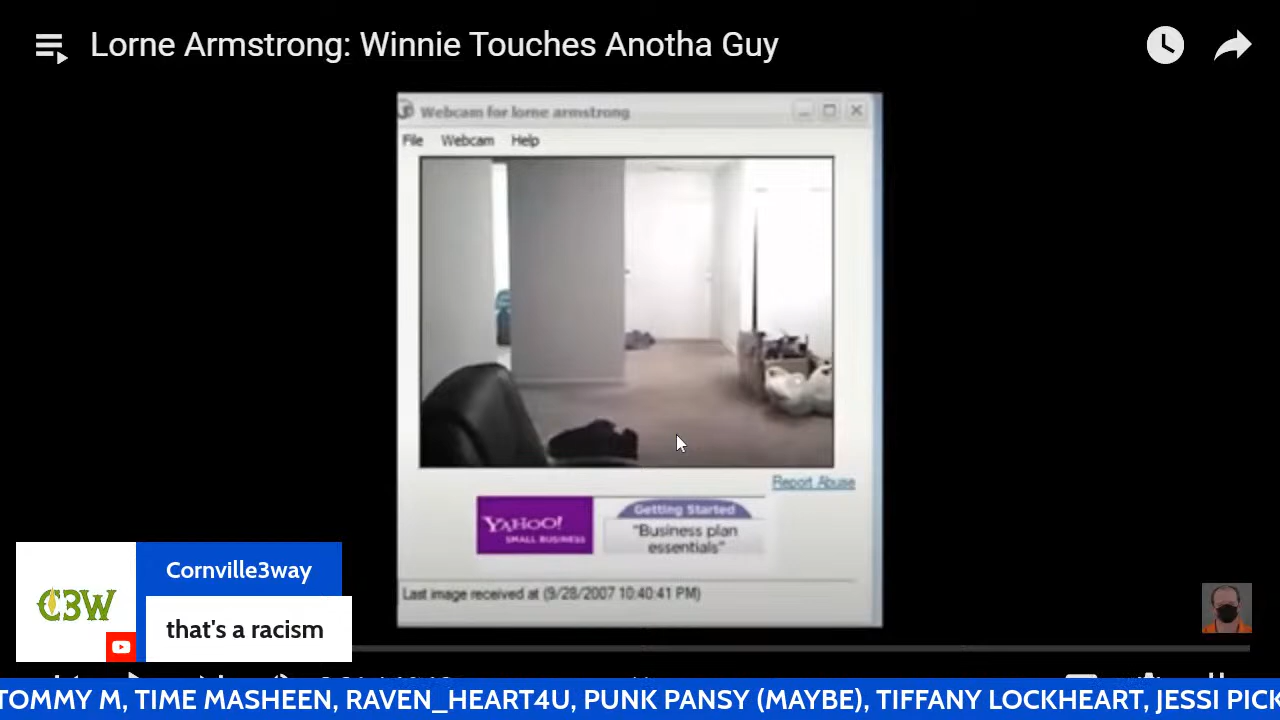 Lorne Armstrong: Winnie Touches Anotha Guy
Webcam for lorne armstrong
File Webcam Help
Report Abuse
YAHOO!
SMALL BUSINESS
Getting Started
"Business plan
essentials"
Last image received at (9/28/2007 10:40:41 PM)
C3W
Cornville3way
that's a racism
TOMMY M, TIME MASHEEN, RAVEN_HEART4U, PUNK PANSY (MAYBE), TIFFANY LOCKHEART, JESSI PICK